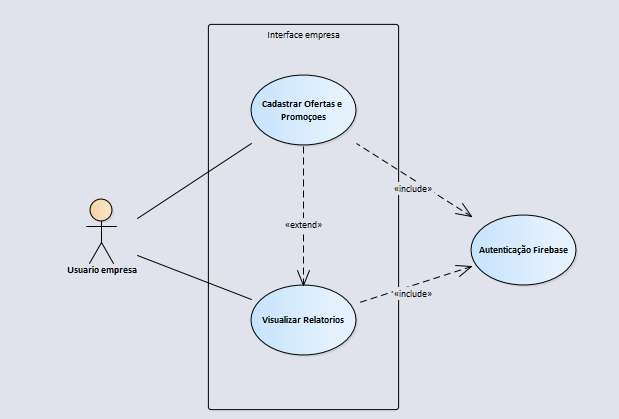 Interface empresa
Cadastrar Ofertas e
Promoçoes
«include»
«extend»
Autenticação Firebase
Usuario empresa
«include»
Visualizar Relatorios